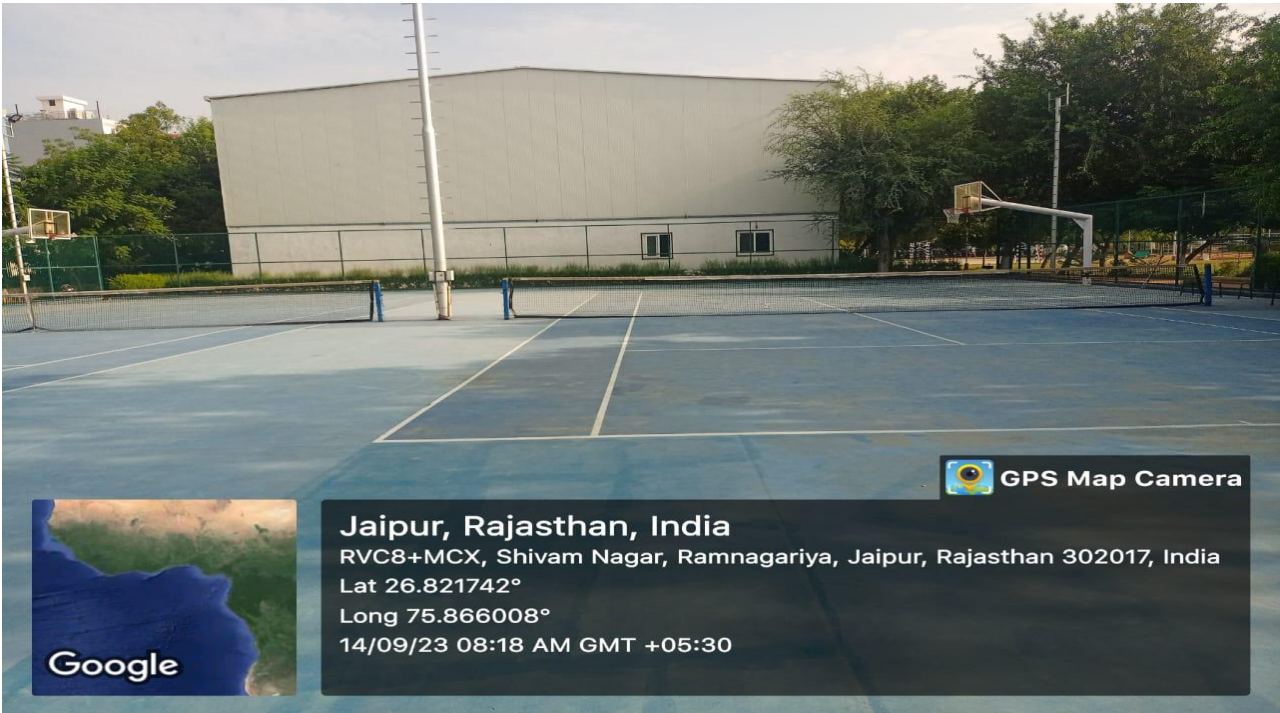 GPS Map Camera
Jaipur, Rajasthan, India
RVC8+MCX, Shivam Nagar, Ramnagariya, Jaipur, Rajasthan 302017, India
Lat 26.821742°
Long 75.866008°
14/09/23 08:18 AM GMT +05:30
Google